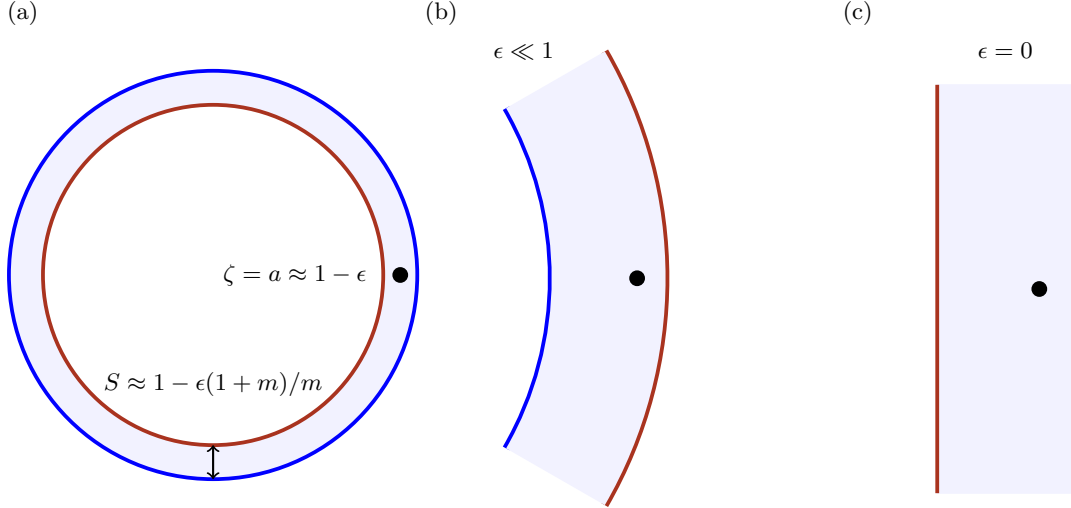 (a)
(b)
(c)
ϵ ≪ 1
ϵ = 0
ζ = a ≈ 1 − ϵ
S ≈ 1 − ϵ(1 + m)/m